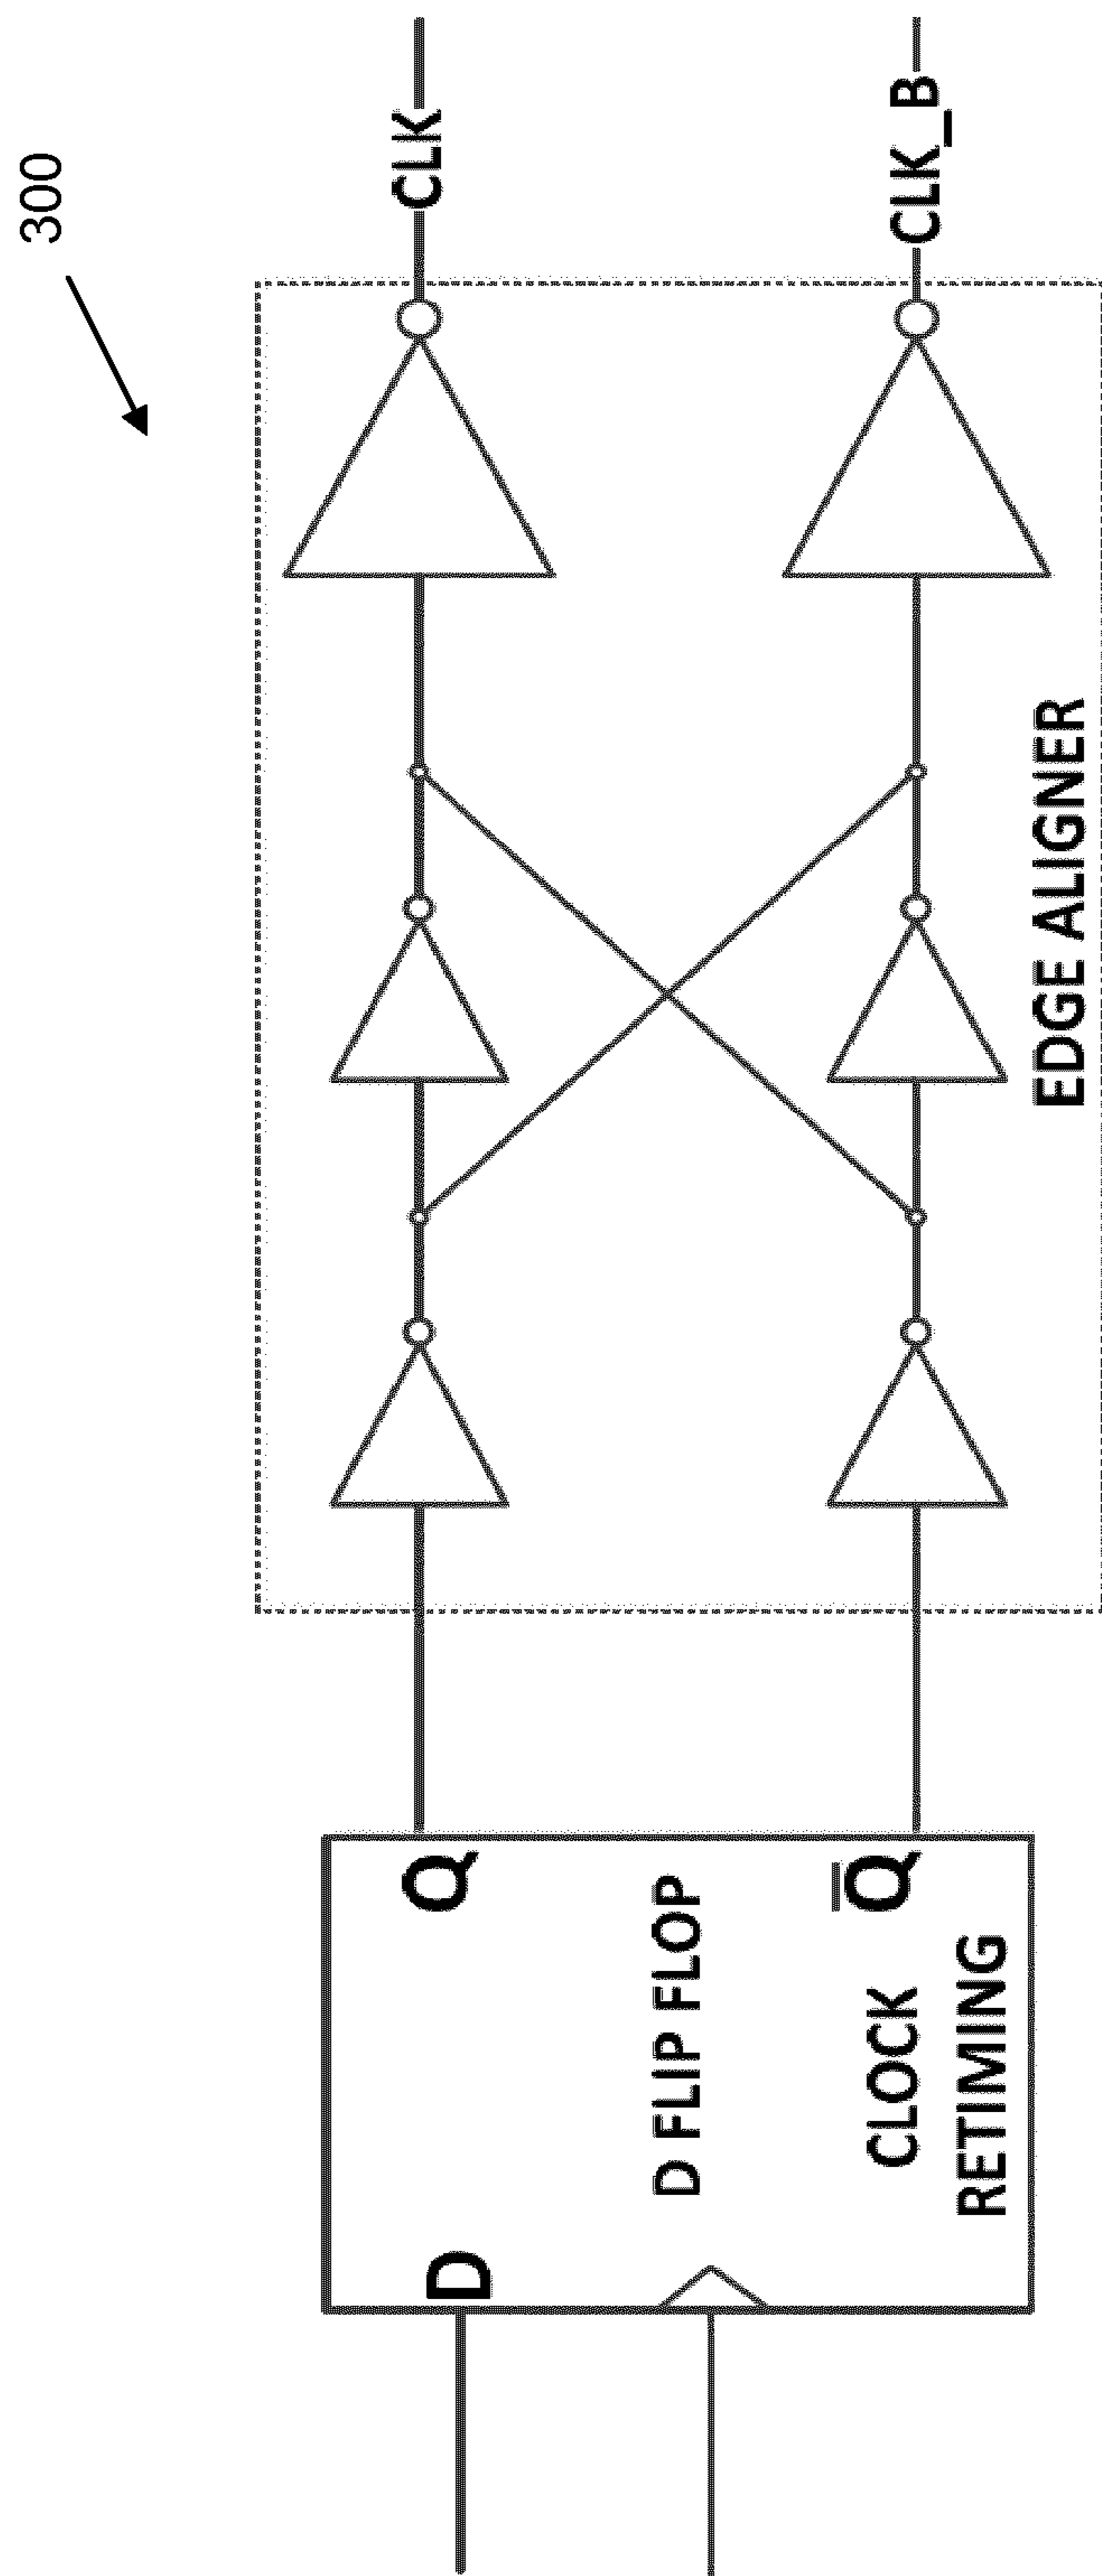 300
D
Q
D FLIP FLOP
Q̅
CLOCK
RETIMING
EDGE ALIGNER
CLK
CLK_B